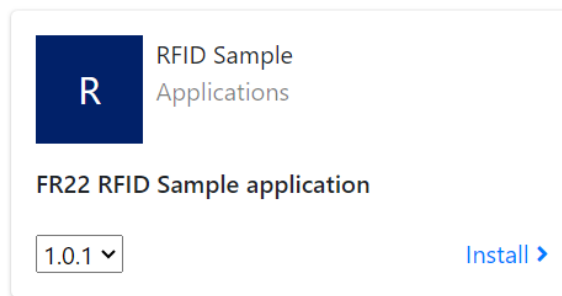 R
RFID Sample
Applications
FR22 RFID Sample application
1.0.1
Install